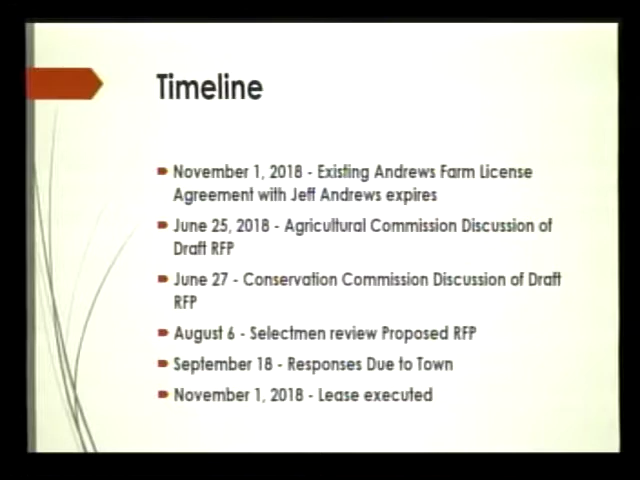 Timeline
November 1, 2018 - Existing Andrews Farm License
Agreement with Jeff Andrews expires
June 25, 2018 - Agricultural Commission Discussion of
Draft RFP
June 27 - Conservation Commission Discussion of Draft
RFP
August 6 - Selectmen review Proposed RFP
September 18 - Responses Due to Town
November 1, 2018 - Lease executed